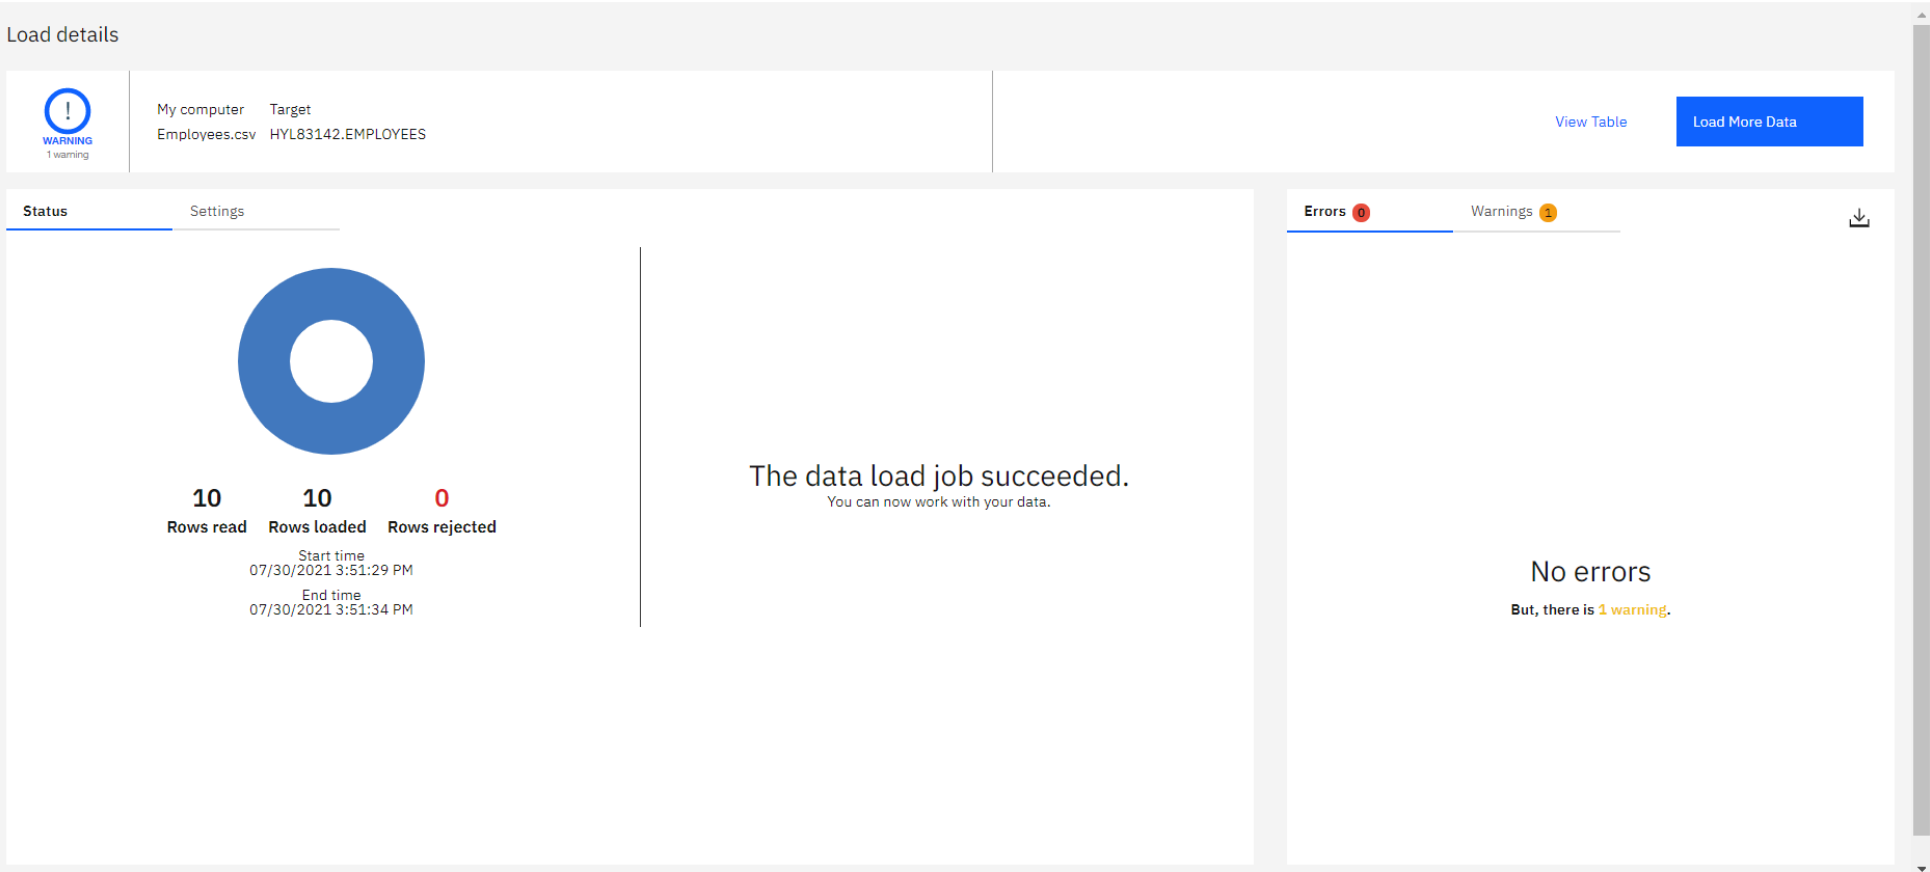 Load details
!
WARNING
1 warning
My computer Target
Employees.csv HYL83142.EMPLOYEES
View Table
Load More Data
Status Settings
Errors 0 Warnings 1
10 10 0
Rows read Rows loaded Rows rejected
Start time
07/30/2021 3:51:29 PM
End time
07/30/2021 3:51:34 PM
The data load job succeeded.
You can now work with your data.
No errors
But, there is 1 warning.